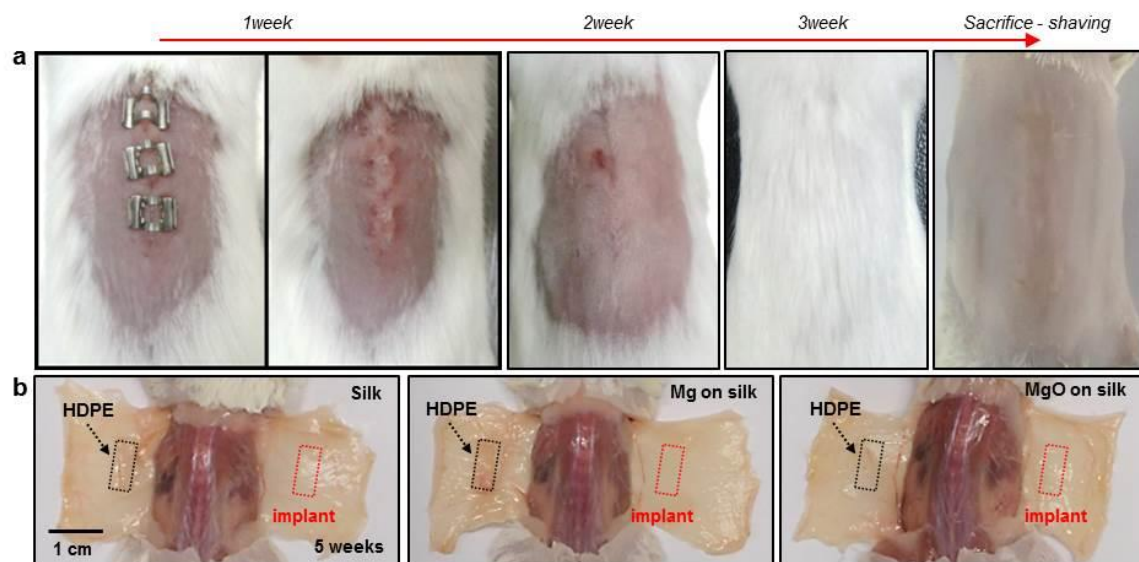 1week 2week 3week Sacrifice - shaving
a
b
Silk Mg on silk MgO on silk
HDPE HDPE HDPE
implant implant implant
1 cm 5 weeks